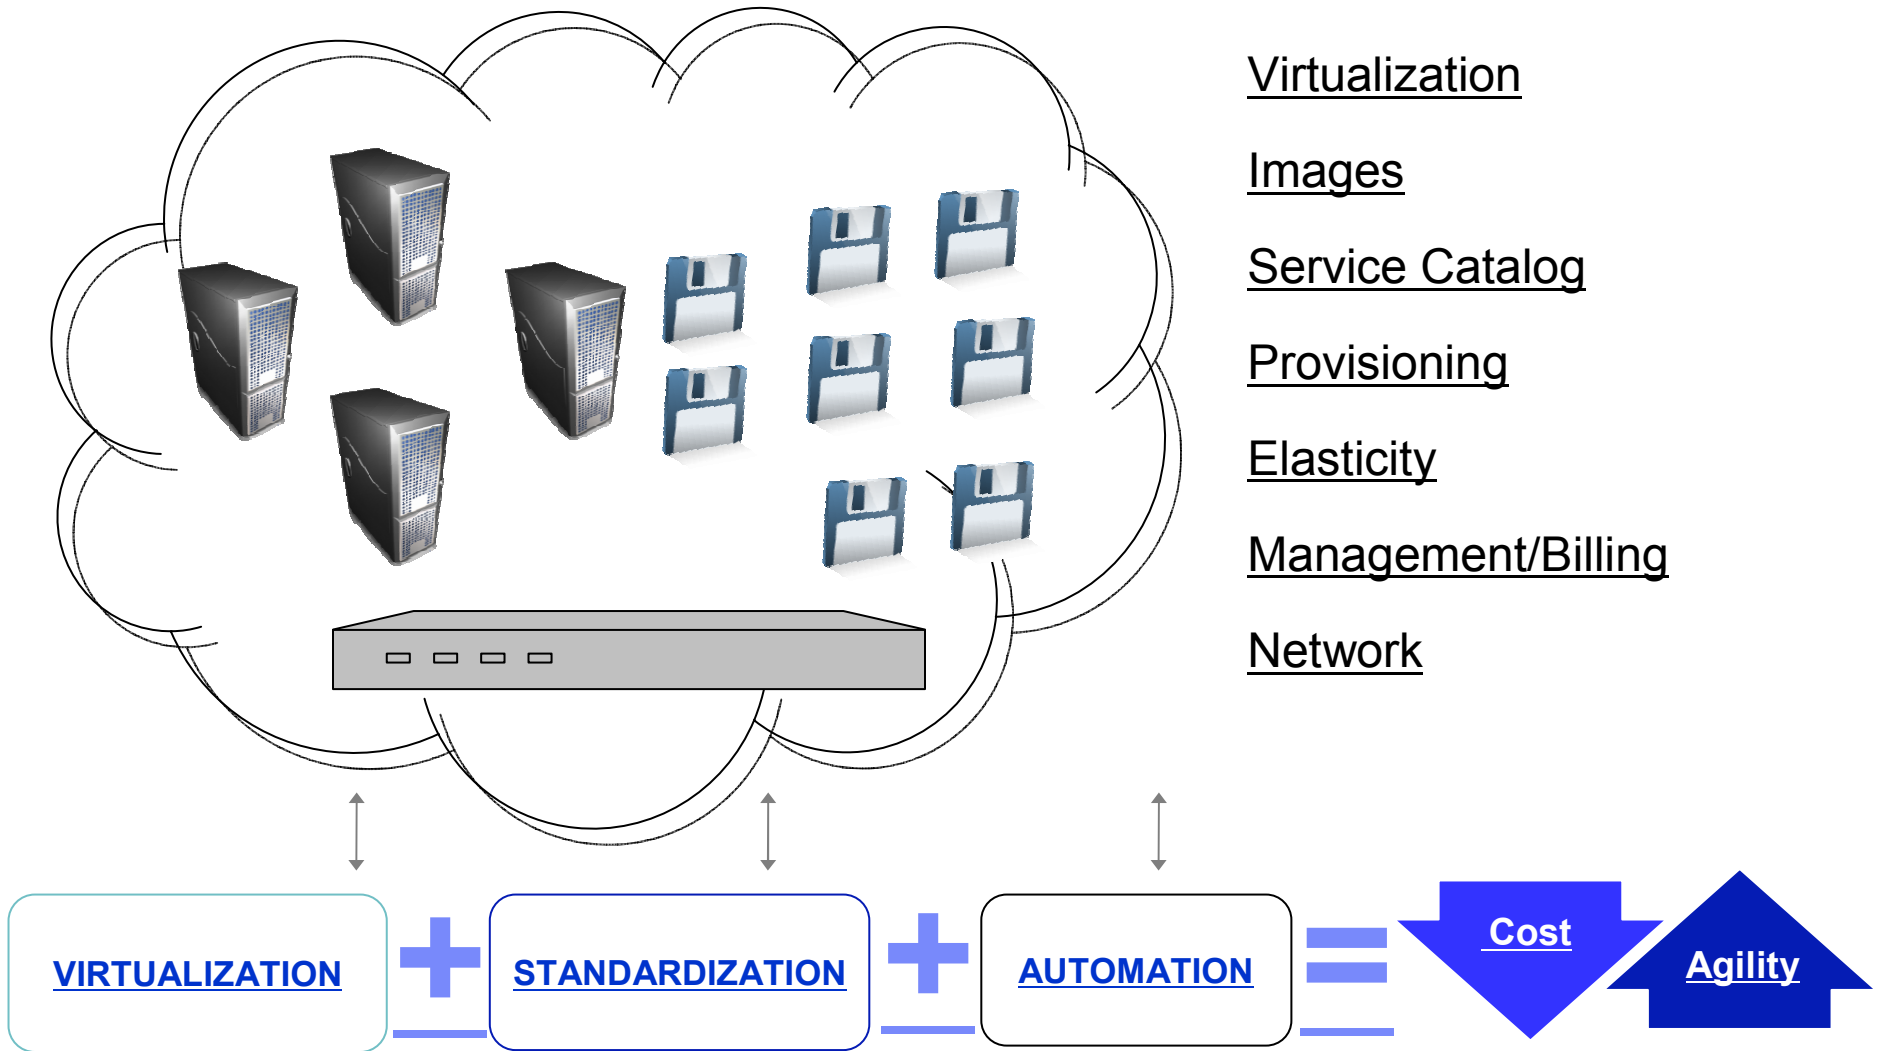 Virtualization
Images
Service Catalog
Provisioning
Elasticity
Management/Billing
Network
VIRTUALIZATION
STANDARDIZATION
AUTOMATION
Cost
Agility